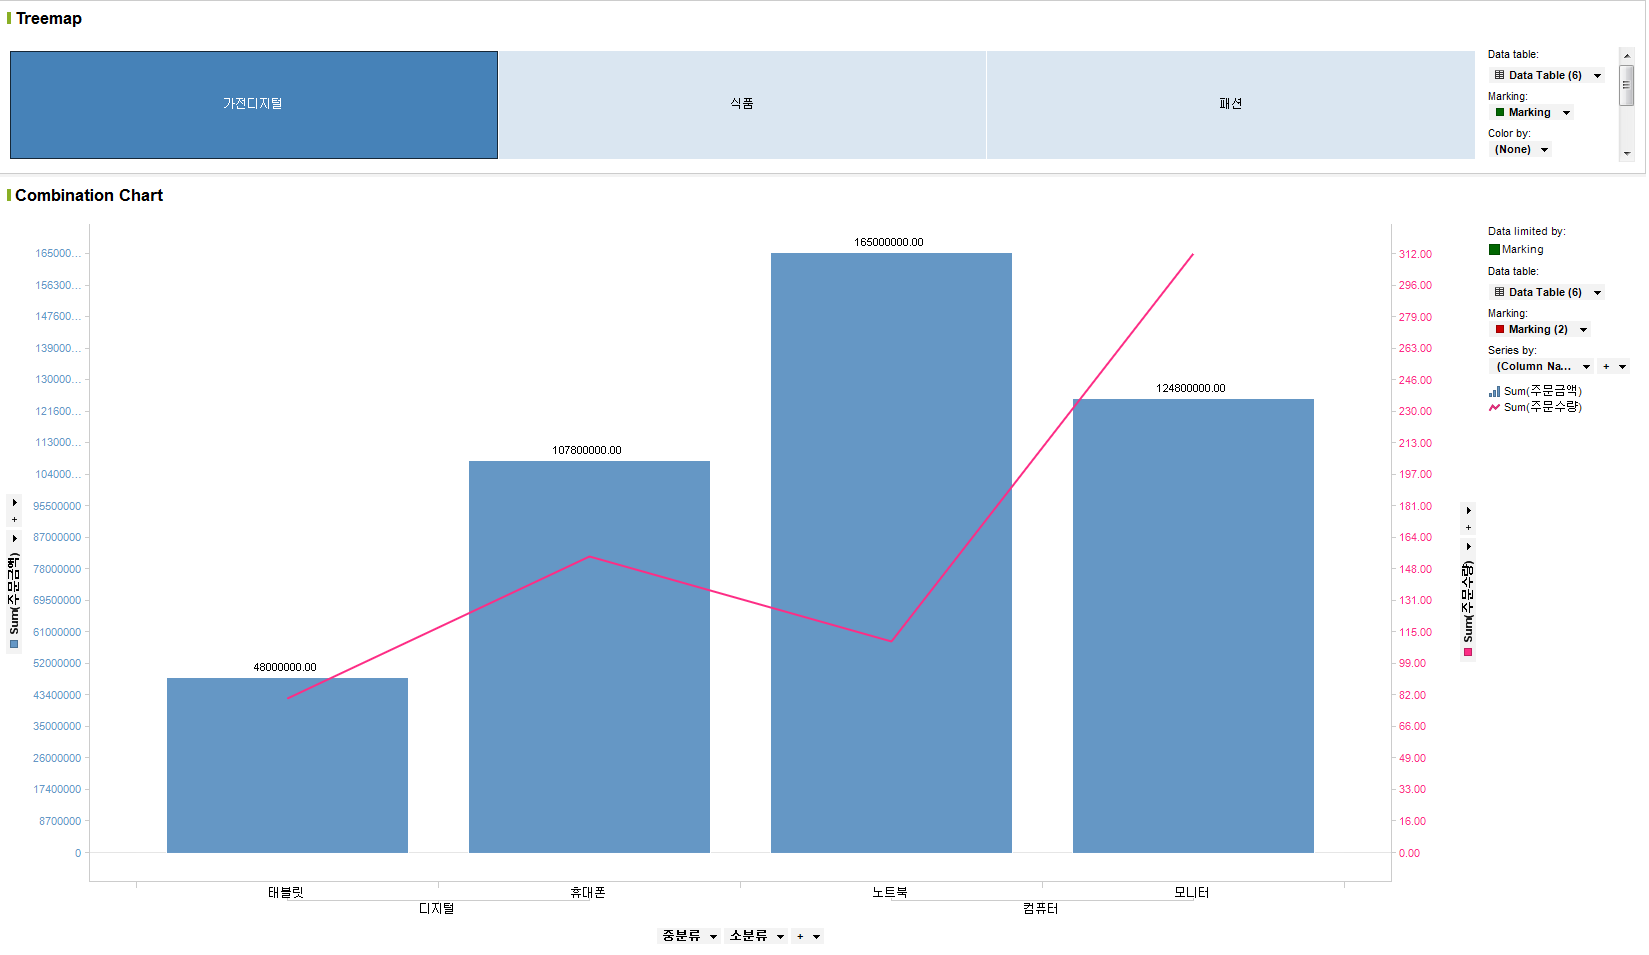 Treemap
가전디지털
식품
패션
Data table:
Data Table (6)
Marking:
Marking
Color by:
(None)
Combination Chart
165000000.00
124800000.00
107800000.00
48000000.00
165000...
156300...
147600...
139000...
130000...
121600...
113000...
104000...
95500000
87000000
78000000
69500000
61000000
52000000
43400000
35000000
26000000
17400000
8700000
0
+
Sum(주문금액)
312.00
296.00
279.00
263.00
246.00
230.00
213.00
197.00
181.00
164.00
148.00
131.00
115.00
99.00
82.00
66.00
49.00
33.00
16.00
0.00
+
Sum(주문수량)
태블릿
휴대폰
노트북
모니터
디지털
컴퓨터
중분류 소분류 +
Data limited by:
Marking
Data table:
Data Table (6)
Marking:
Marking (2)
Series by:
(Column Na... +
Sum(주문금액)
Sum(주문수량)